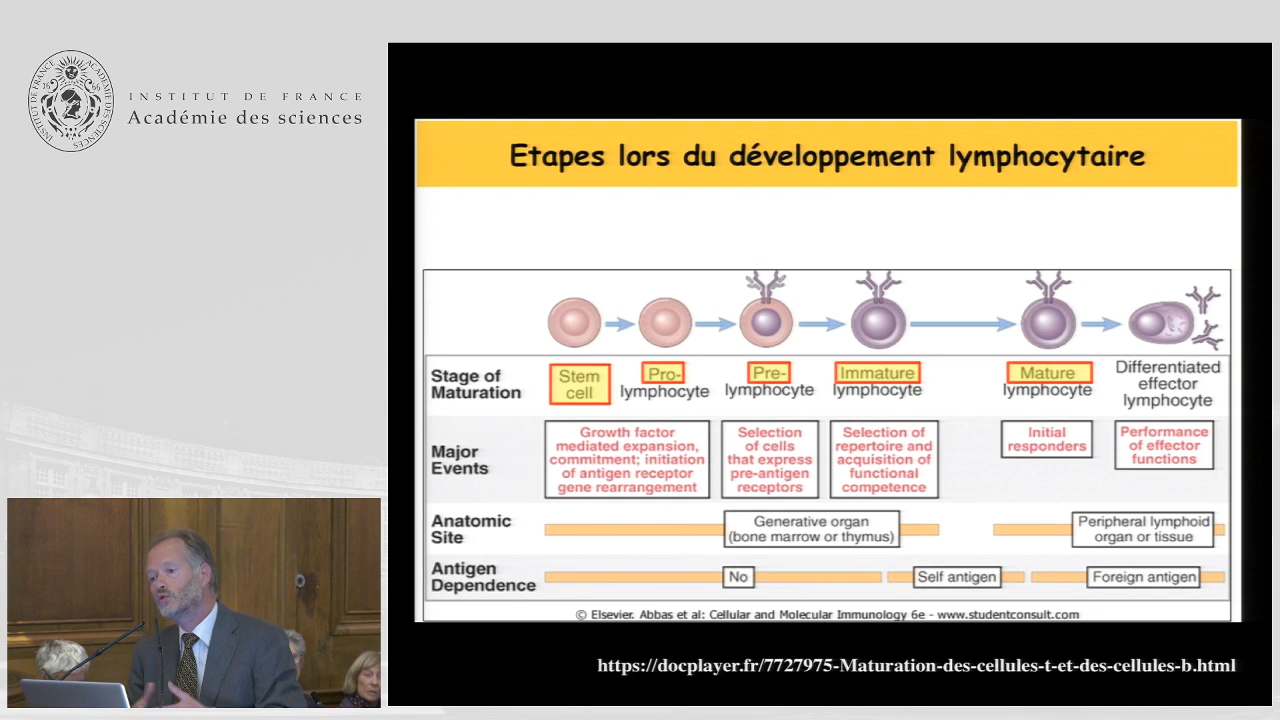 INSTITUT DE FRANCE
Académie des sciences
Etapes lors du développement lymphocytaire
Stage of
Maturation
Stem
cell
Pro-
lymphocyte
Pre-
lymphocyte
Immature
lymphocyte
Mature
lymphocyte
Differentiated
effector
lymphocyte
Major
Events
Growth factor
mediated expansion,
commitment; initiation
of antigen receptor
gene rearrangement
Selection
of cells
that express
pre-antigen
receptors
Selection of
repertoire and
acquisition of
functional
competence
Initial
responders
Performance
of effector
functions
Anatomic
Site
Generative organ
(bone marrow or thymus)
Peripheral lymphoid
organ or tissue
Antigen
Dependence
No
Self antigen
Foreign antigen
© Elsevier. Abbas et al: Cellular and Molecular Immunology 6e - www.studentconsult.com
https://docplayer.fr/7727975-Maturation-des-cellules-t-et-des-cellules-b.html